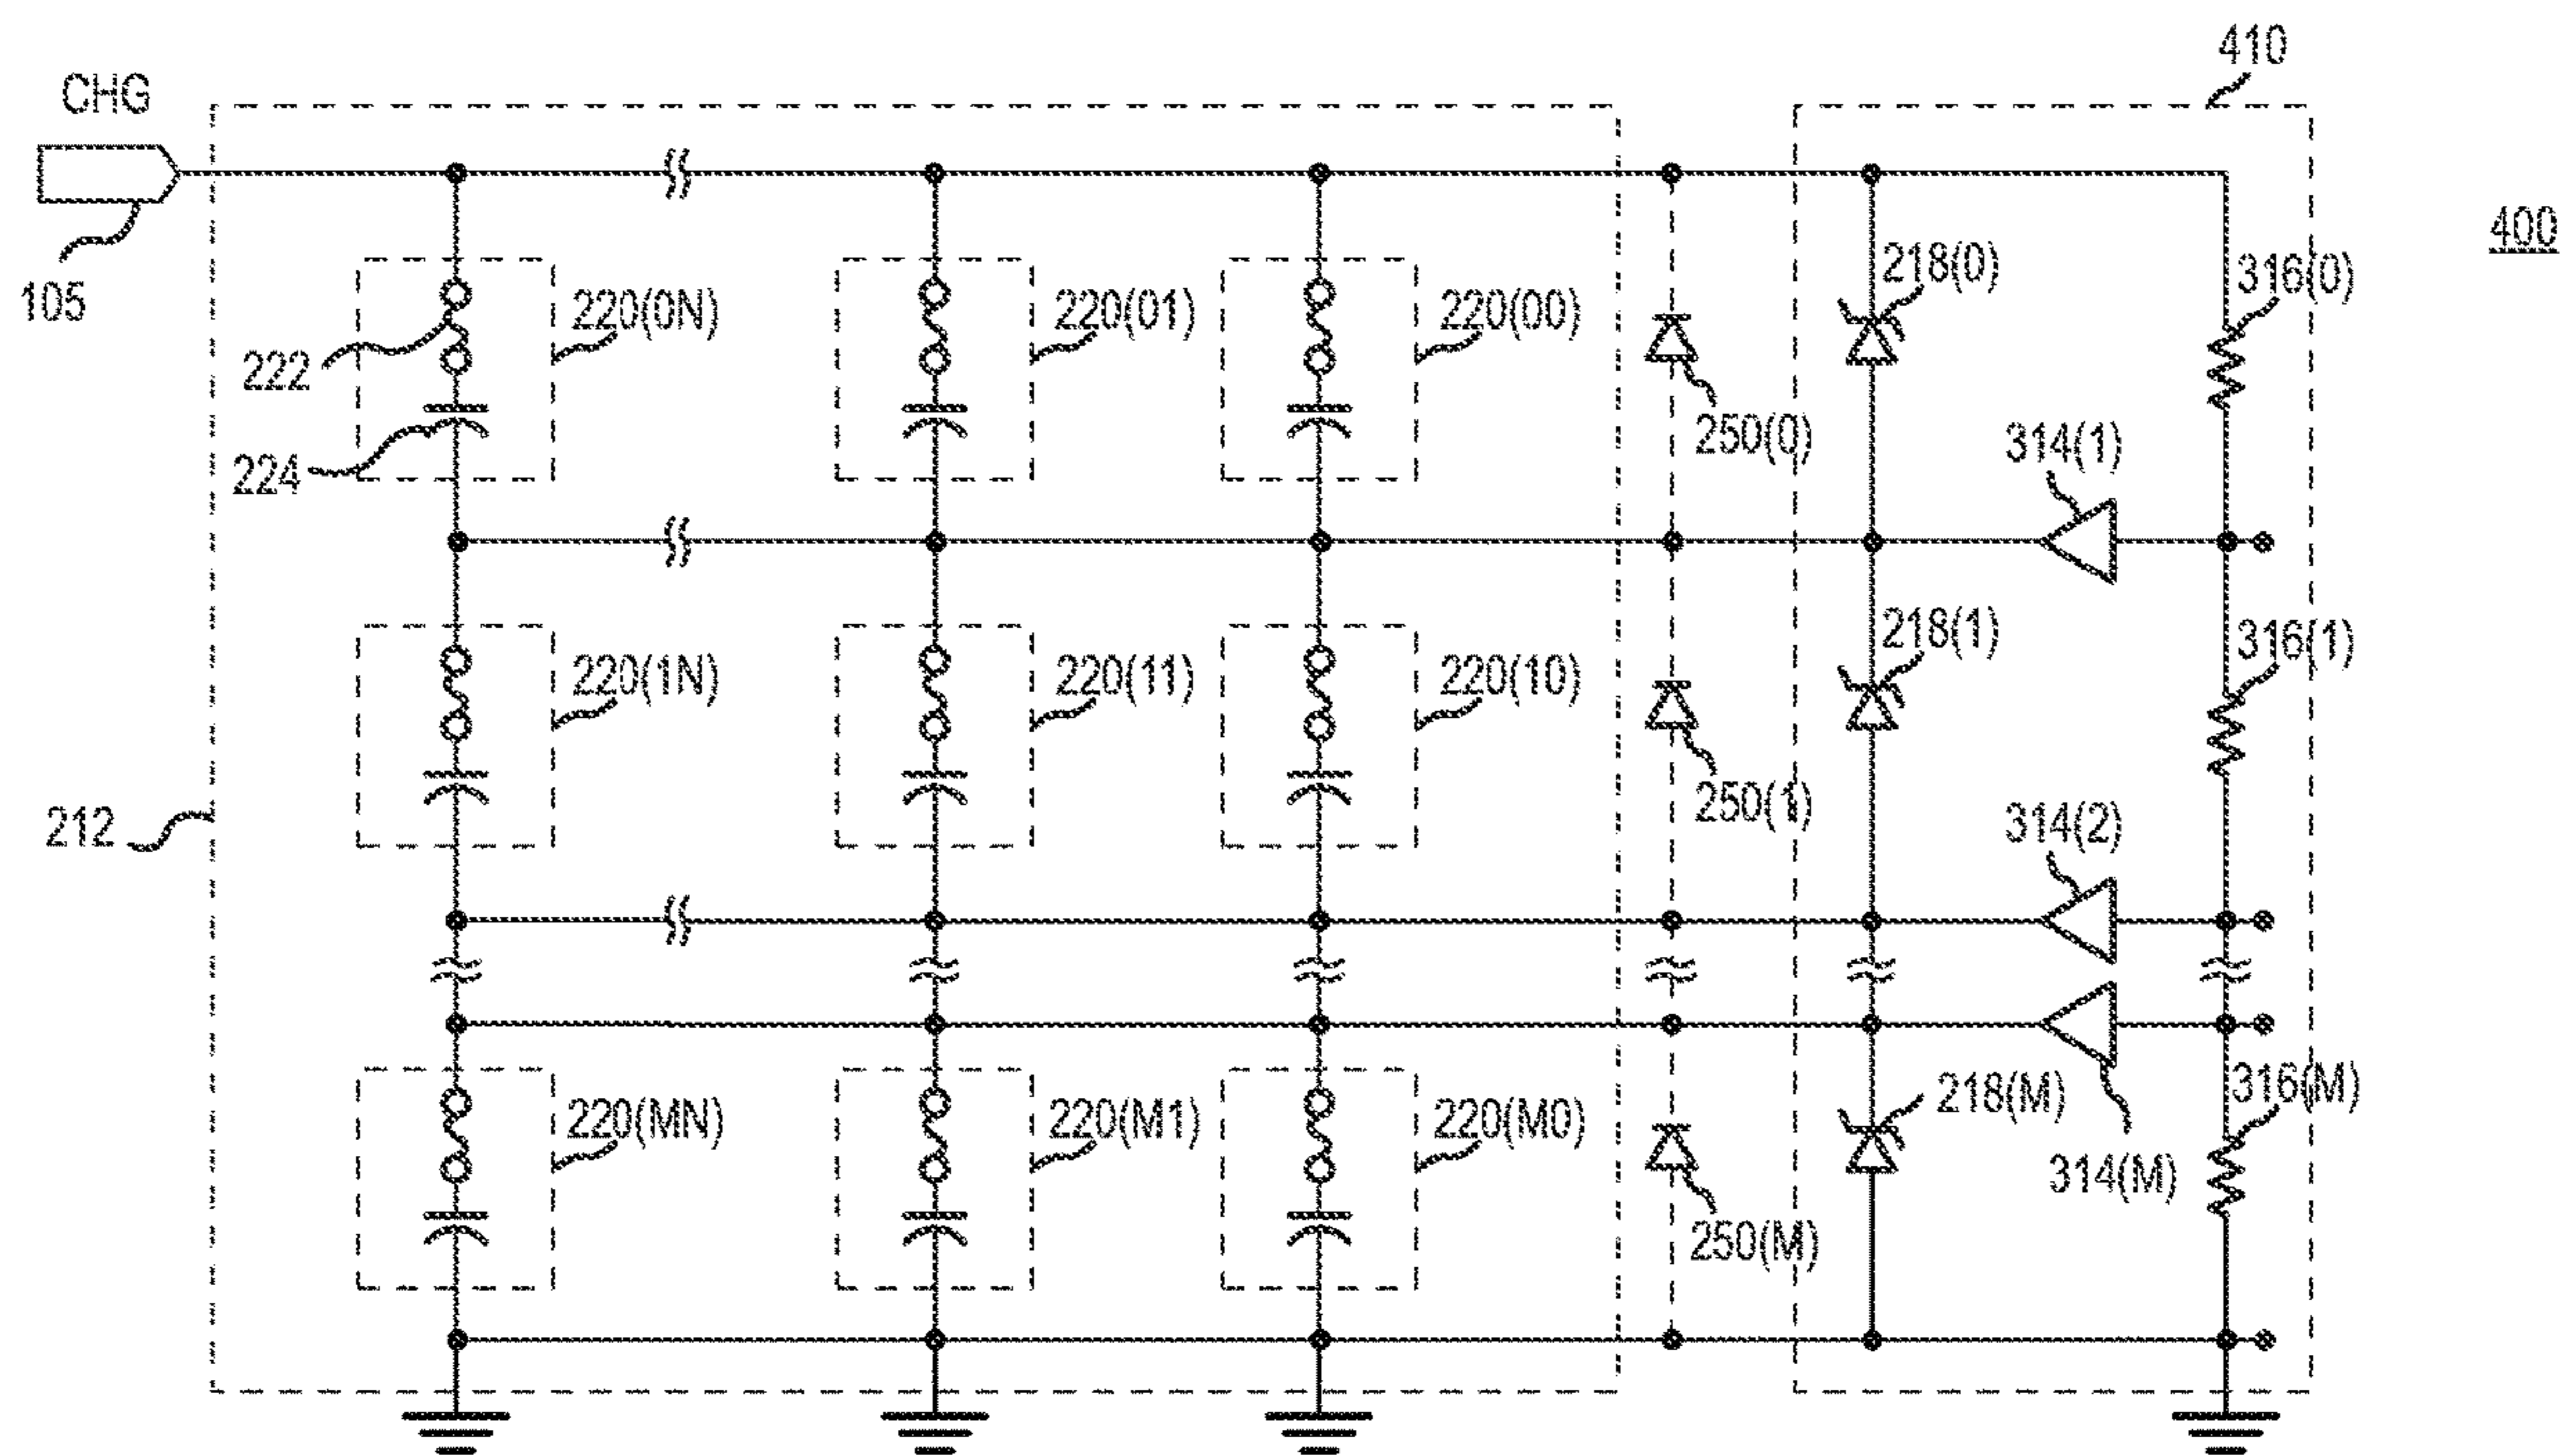 410
CHG
400
105
218(0)
316(0)
220(0N)
220(01)
220(00)
222
250(0)
314(1)
224
218(1)
316(1)
220(1N)
220(11)
220(10)
250(1)
212
314(2)
218(M)
316(M)
220(MN)
220(M1)
220(M0)
314(M)
250(M)